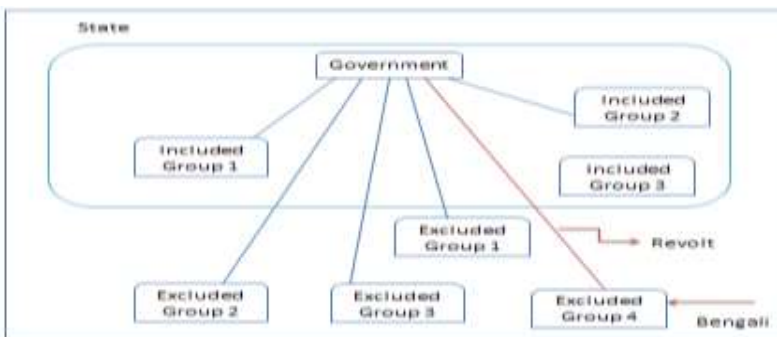 State
Government
Included
Group 2
Included
Group 1
Included
Group 3
Excluded
Group 1
Revolt
Excluded
Group 2
Excluded
Group 3
Excluded
Group 4
Bengali